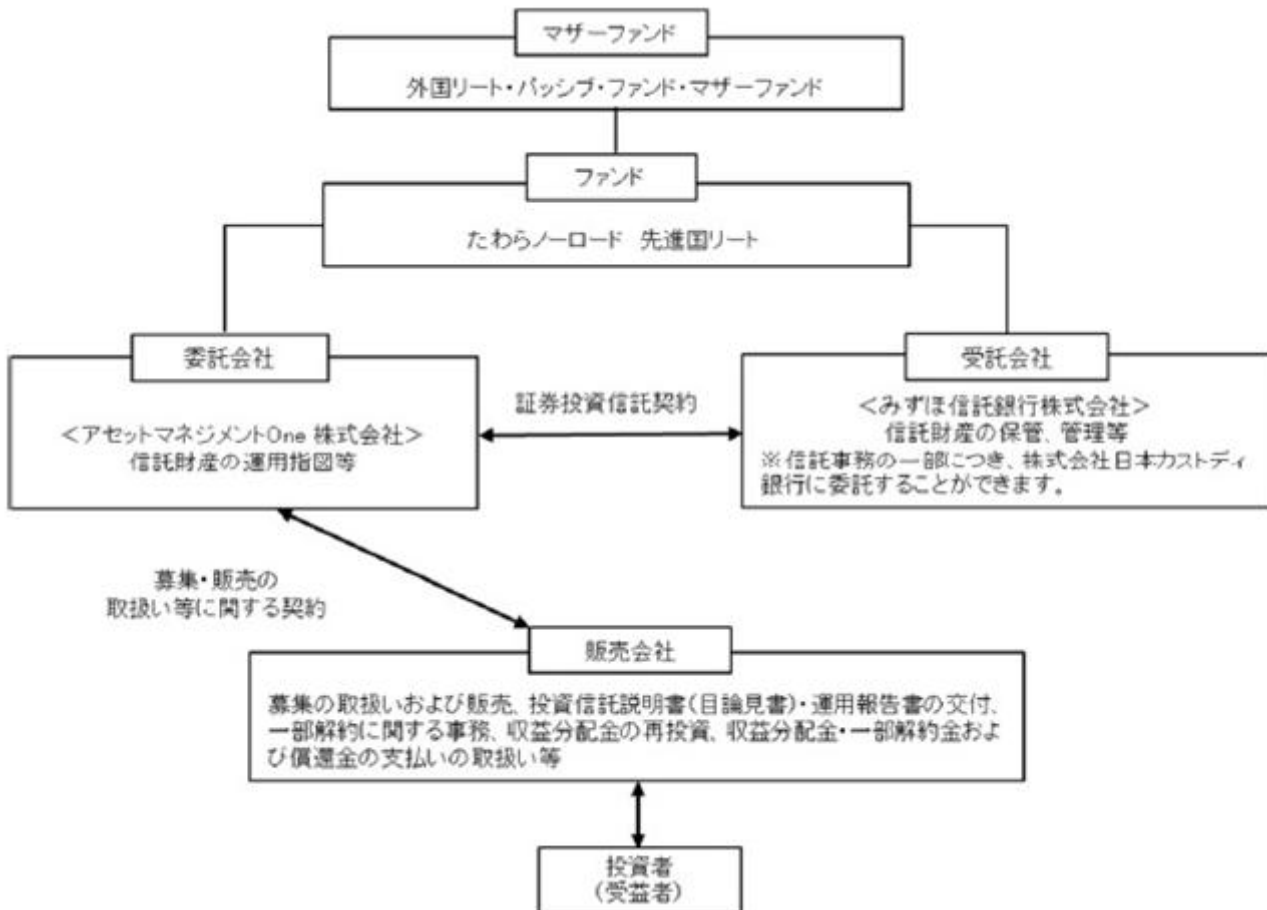 マザーファンド
外国リート・パッシブ・ファンド・マザーファンド
ファンド
たわらノーロード 先進国リート
委託会社
＜アセットマネジメントOne 株式会社＞
信託財産の運用指図等
証券投資信託契約
受託会社
＜みずほ信託銀行株式会社＞
信託財産の保管、管理等
※信託事務の一部につき、株式会社日本カストディ
銀行に委託することができます。
募集・販売の
取扱い等に関する契約
販売会社
募集の取扱いおよび販売、投資信託説明書(目論見書)・運用報告書の交付、
一部解約に関する事務、収益分配金の再投資、収益分配金・一部解約金およ
び償還金の支払いの取扱い等
投資者
(受益者)